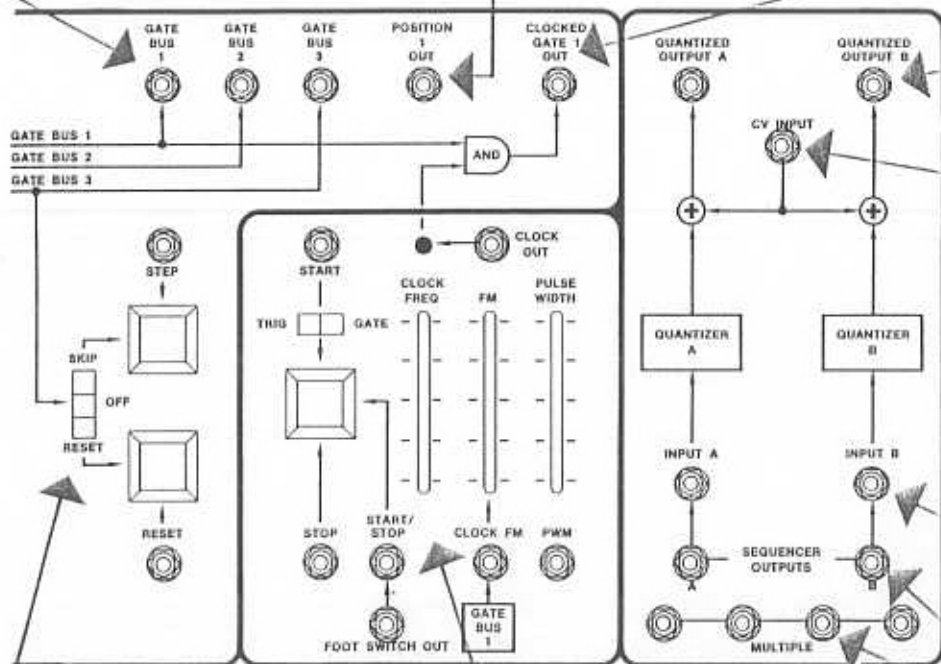 GATE
BUS
1
GATE
BUS
2
GATE
BUS
3
POSITION
1
OUT
CLOCKED
GATE 1
OUT
QUANTIZED
OUTPUT A
QUANTIZED
OUTPUT B
GATE BUS 1
GATE BUS 2
GATE BUS 3
AND
CV INPUT
STEP
START
CLOCK
OUT
CLOCK
FREQ
FM
PULSE
WIDTH
TRIG
GATE
QUANTIZER
A
QUANTIZER
B
SKIP
OFF
RESET
INPUT A
INPUT B
RESET
STOP
START/
STOP
CLOCK FM
PWM
SEQUENCER
OUTPUTS
A
B
GATE
BUS
1
FOOT SWITCH OUT
MULTIPLE